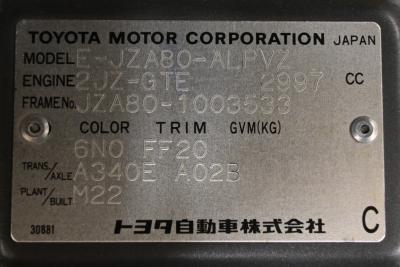 TOYOTA MOTOR CORPORATION JAPAN
MODEL E-JZA80-ALPVZ
ENGINE 2JZ-GTE 2997 CC
FRAME No. JZA80-1003533
COLOR TRIM GVM(KG)
6N0 FF20
TRANS./AXLE A340E A02B
PLANT/BUILT M22
30881 トヨタ自動車株式会社 C